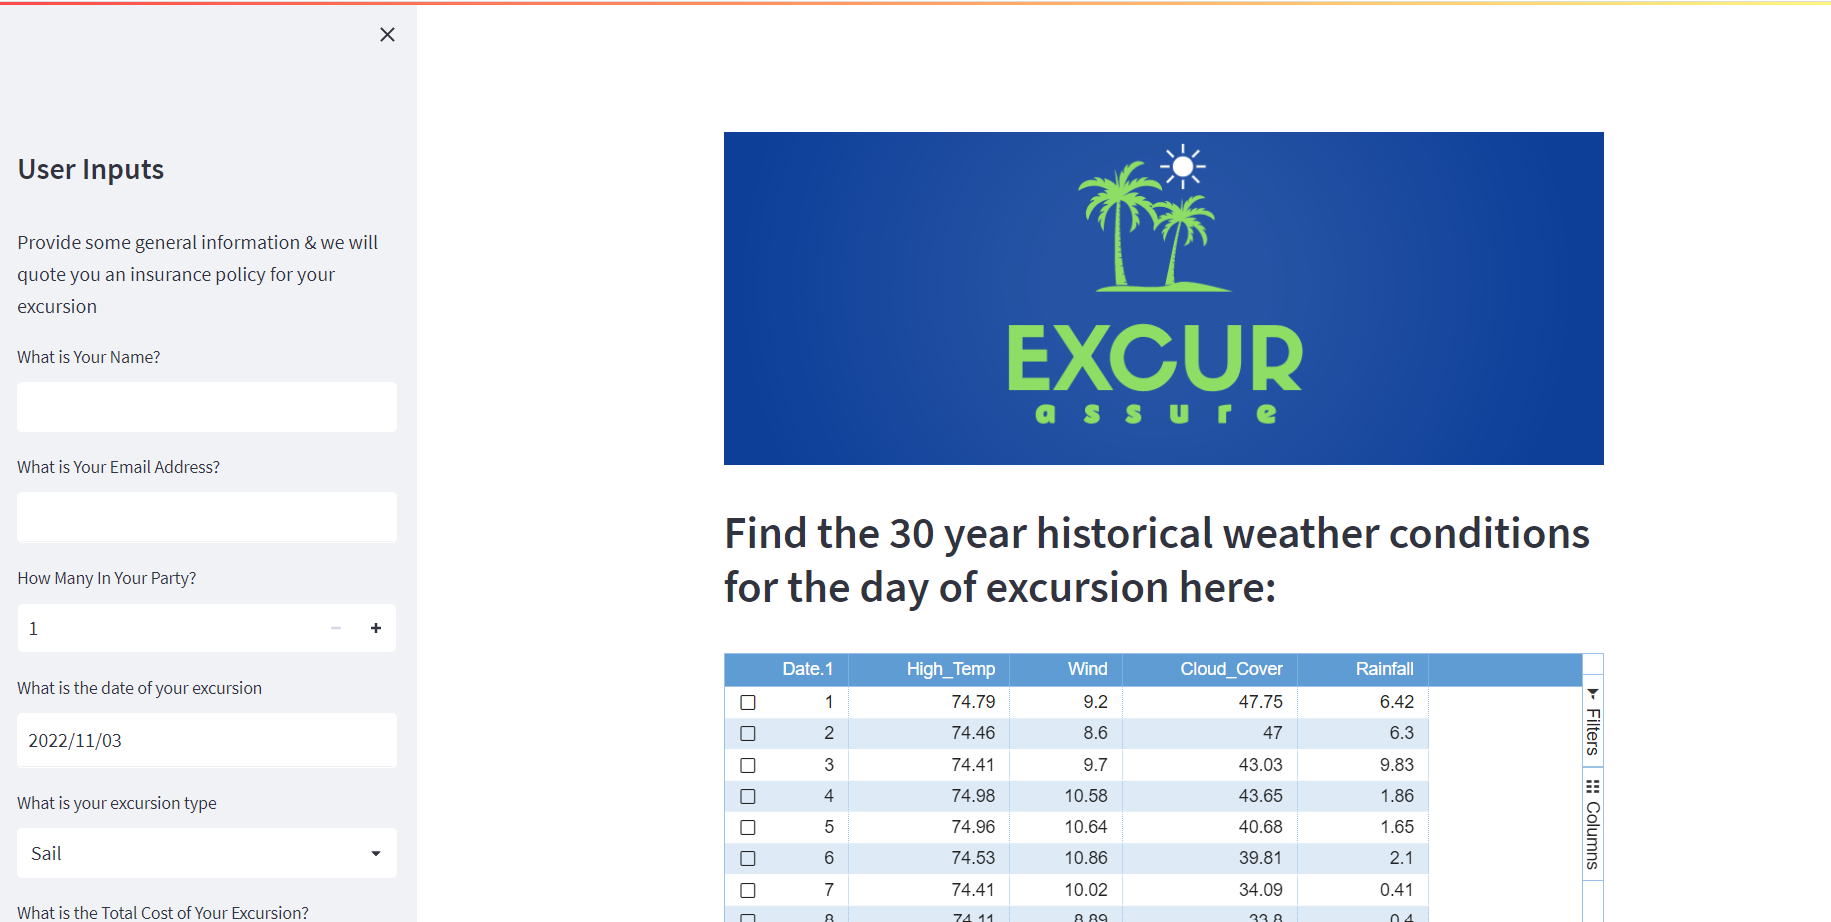 User Inputs
Provide some general information & we will
quote you an insurance policy for your
excursion
What is Your Name?
What is Your Email Address?
How Many In Your Party?
1
What is the date of your excursion
2022/11/03
What is your excursion type
Sail
What is the Total Cost of Your Excursion?
EXCUR
assure
Find the 30 year historical weather conditions
for the day of excursion here:
Date.1 High_Temp Wind Cloud_Cover Rainfall
1 74.79 9.2 47.75 6.42
2 74.46 8.6 47 6.3
3 74.41 9.7 43.03 9.83
4 74.98 10.58 43.65 1.86
5 74.96 10.64 40.68 1.65
6 74.53 10.86 39.81 2.1
7 74.41 10.02 34.09 0.41
8 74.11 8.89 33.8 0.4
Filters
Columns